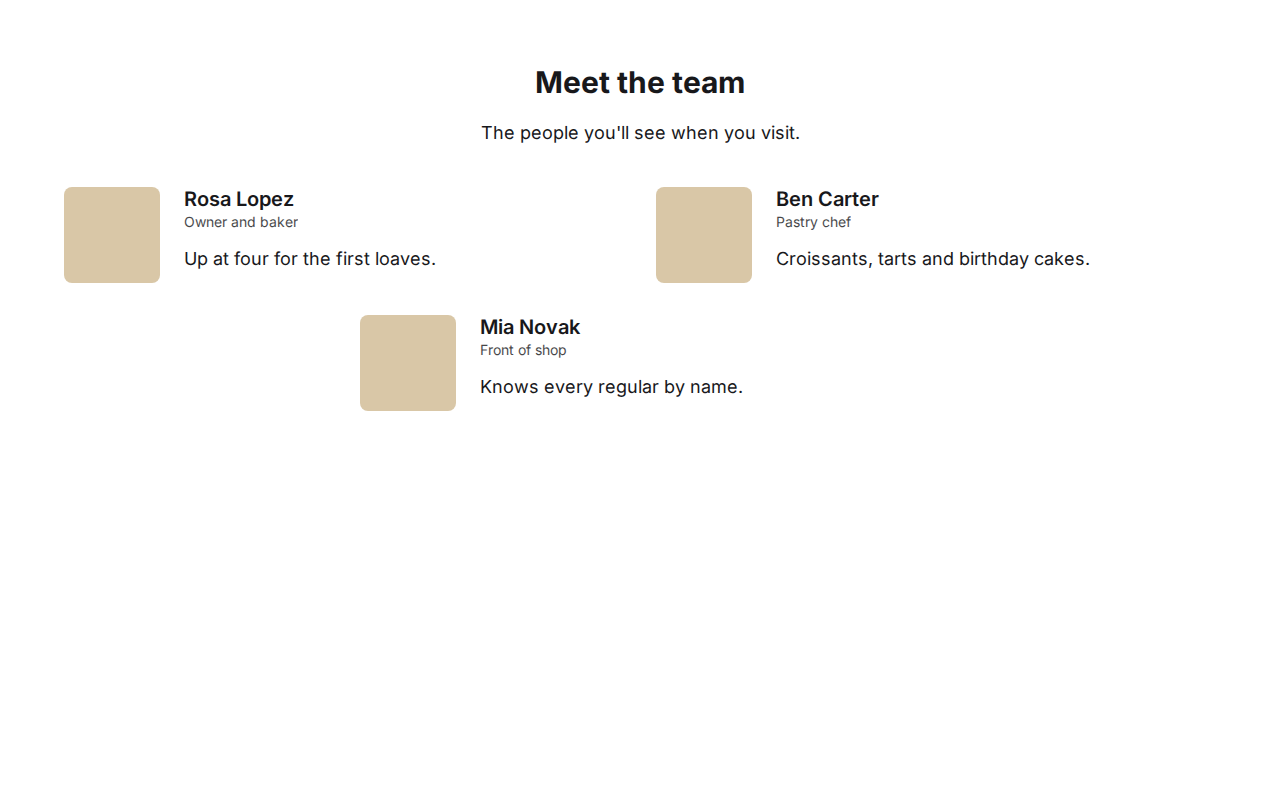 Meet the team
The people you'll see when you visit.
Rosa Lopez
Owner and baker
Up at four for the first loaves.
Ben Carter
Pastry chef
Croissants, tarts and birthday cakes.
Mia Novak
Front of shop
Knows every regular by name.